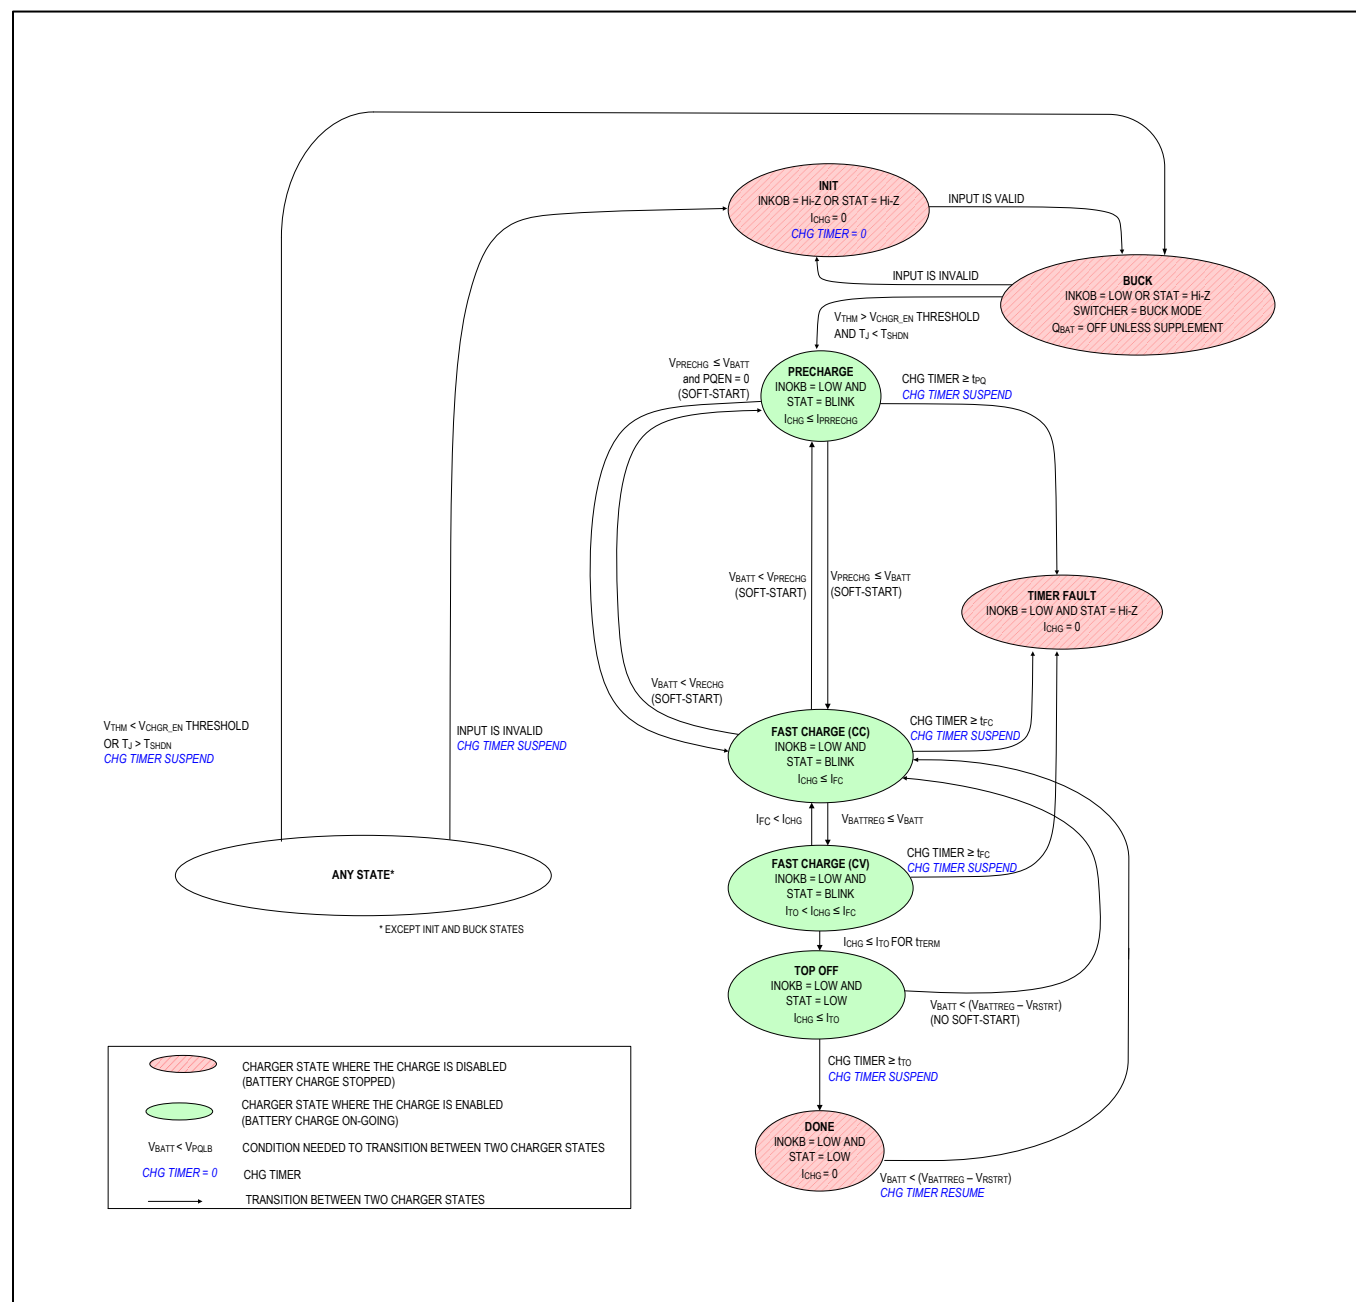 INIT
INKOB = Hi-Z OR STAT = Hi-Z
ICHG = 0
CHG TIMER = 0
INPUT IS VALID
INPUT IS INVALID
BUCK
INKOB = LOW OR STAT = Hi-Z
SWITCHER = BUCK MODE
QBAT = OFF UNLESS SUPPLEMENT
VTHM > VCHGR_EN THRESHOLD
AND TJ < TSHDN
VPRECHG ≤ VBATT
and PQEN = 0
(SOFT-START)
PRECHARGE
INOKB = LOW AND
STAT = BLINK
ICHG ≤ IPRRECHG
CHG TIMER ≥ tPQ
CHG TIMER SUSPEND
VBATT < VPRECHG
(SOFT-START)
VPRECHG ≤ VBATT
(SOFT-START)
TIMER FAULT
INOKB = LOW AND STAT = Hi-Z
ICHG = 0
VBATT < VRECHG
(SOFT-START)
VTHM < VCHGR_EN THRESHOLD
OR TJ > TSHDN
CHG TIMER SUSPEND
INPUT IS INVALID
CHG TIMER SUSPEND
FAST CHARGE (CC)
INOKB = LOW AND
STAT = BLINK
ICHG ≤ IFC
CHG TIMER ≥ tFC
CHG TIMER SUSPEND
IFC < ICHG
VBATTREG ≤ VBATT
ANY STATE*
* EXCEPT INIT AND BUCK STATES
FAST CHARGE (CV)
INOKB = LOW AND
STAT = BLINK
ITO < ICHG ≤ IFC
CHG TIMER ≥ tFC
CHG TIMER SUSPEND
ICHG ≤ ITO FOR tTERM
TOP OFF
INOKB = LOW AND
STAT = LOW
ICHG ≤ ITO
VBATT < (VBATTREG – VRSTRT)
(NO SOFT-START)
CHG TIMER ≥ tTO
CHG TIMER SUSPEND
DONE
INOKB = LOW AND
STAT = LOW
ICHG = 0
VBATT < (VBATTREG – VRSTRT)
CHG TIMER RESUME
CHARGER STATE WHERE THE CHARGE IS DISABLED
(BATTERY CHARGE STOPPED)
CHARGER STATE WHERE THE CHARGE IS ENABLED
(BATTERY CHARGE ON-GOING)
VBATT < VPQLB CONDITION NEEDED TO TRANSITION BETWEEN TWO CHARGER STATES
CHG TIMER = 0 CHG TIMER
TRANSITION BETWEEN TWO CHARGER STATES